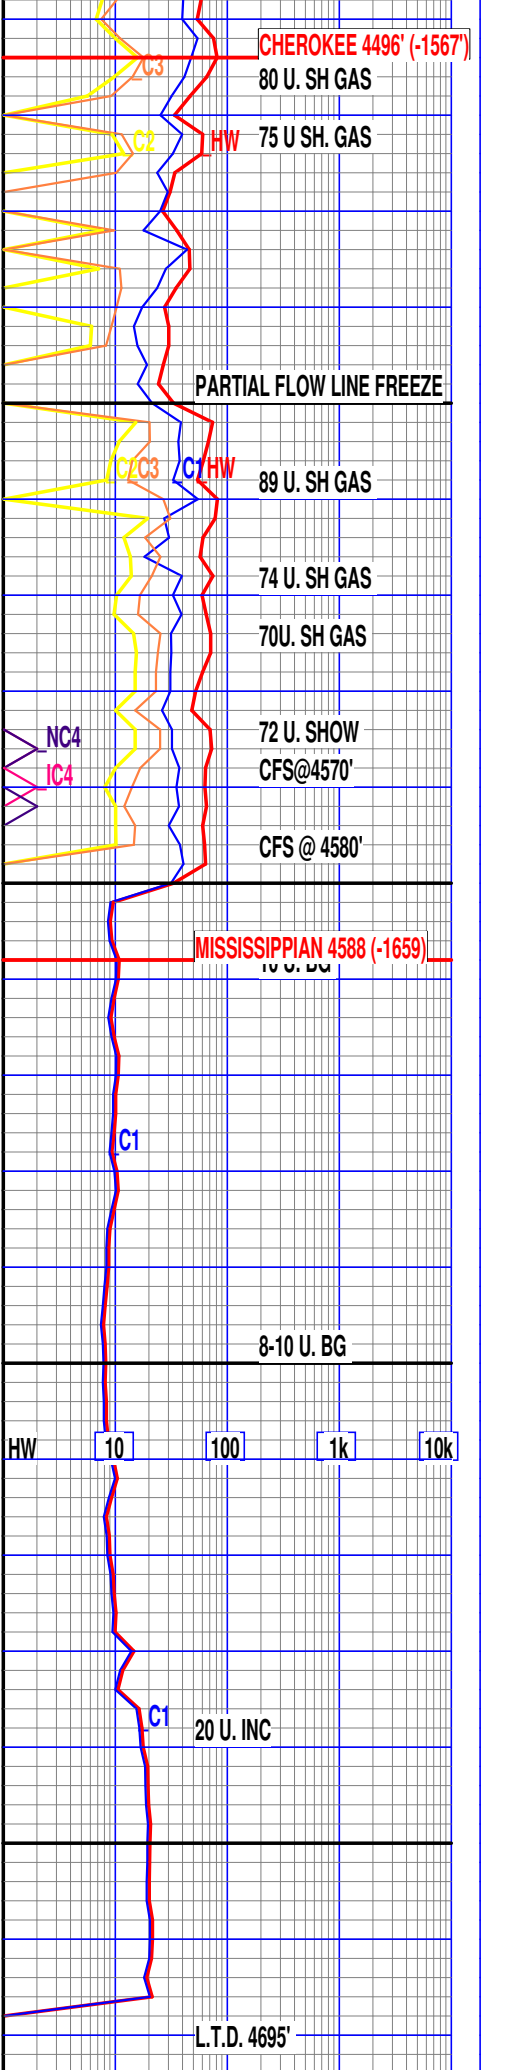 CHEROKEE 4496' (-1567')
C3
80 U. SH GAS
C2
HW
75 U SH. GAS
PARTIAL FLOW LINE FREEZE
C2
C3
C1
HW
89 U. SH GAS
74 U. SH GAS
70U. SH GAS
NC4
72 U. SHOW
IC4
CFS@4570'
CFS @ 4580'
MISSISSIPPIAN 4588 (-1659)
10 U. BG
C1
8-10 U. BG
HW 10 100 1k 10k
C1
20 U. INC
L.T.D. 4695'